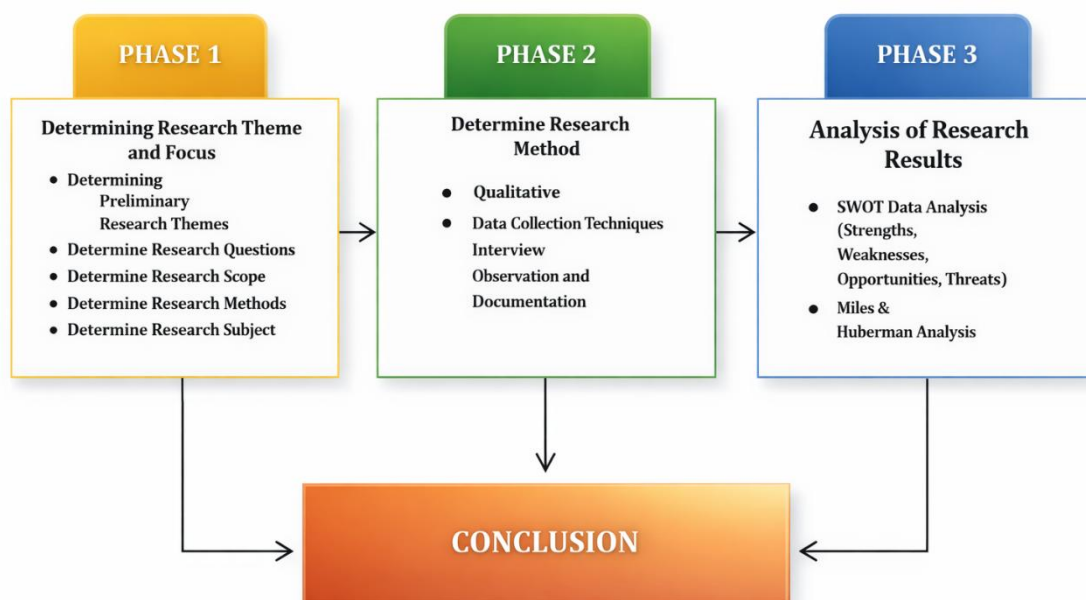 PHASE 1
Determining Research Theme
and Focus
• Determining
Preliminary
Research Themes
• Determine Research Questions
• Determine Research Scope
• Determine Research Methods
• Determine Research Subject
PHASE 2
Determine Research
Method
• Qualitative
• Data Collection Techniques
Interview
Observation and
Documentation
PHASE 3
Analysis of Research
Results
• SWOT Data Analysis
(Strengths,
Weaknesses,
Opportunities, Threats)
• Miles &
Huberman Analysis
CONCLUSION